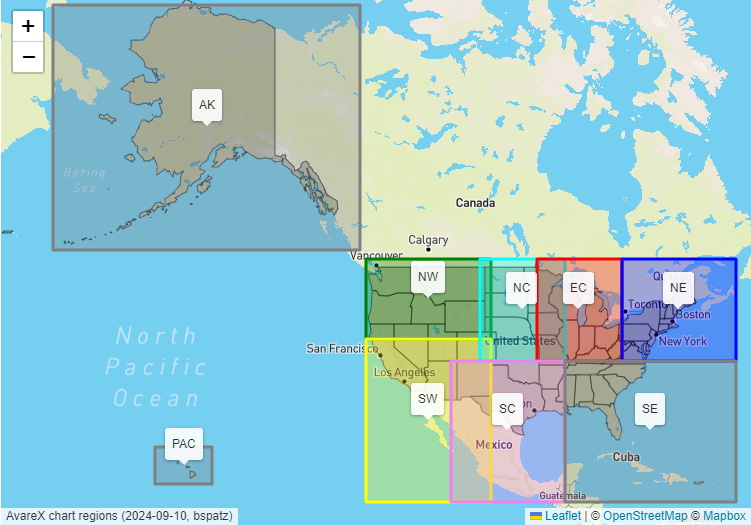 +
−
AK
Bering
Sea
Canada
Calgary
Vancouver
NW
NC
EC
NE
Toronto
Boston
United States
New York
San Francisco
Los Angeles
North
Pacific
Ocean
SW
SC
SE
Mexico
PAC
Cuba
Guatemala
AvareX chart regions (2024-09-10, bspatz)
Leaflet | © OpenStreetMap © Mapbox